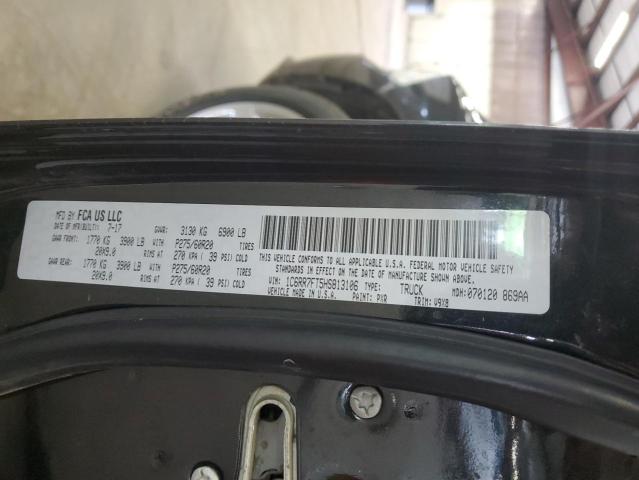 MFD BY FCA US LLC
DATE OF MFR/BUILT: 7-17 GVWR: 3130 KG 6900 LB
GAWR FRONT: 1770 KG 3900 LB WITH P275/60R20 TIRES
20X9.0 RIMS AT 270 KPA ( 39 PSI) COLD
GAWR REAR: 1770 KG 3900 LB WITH P275/60R20 TIRES
20X9.0 RIMS AT 270 KPA ( 39 PSI) COLD
THIS VEHICLE CONFORMS TO ALL APPLICABLE U.S.A. FEDERAL MOTOR VEHICLE SAFETY
STANDARDS IN EFFECT ON THE DATE OF MANUFACTURE SHOWN ABOVE.
VIN: 1C6RR7FT5HS813106 TYPE: TRUCK MDH: 070120 869AA
U.S.A. PAINT: PXR TRIM: V9X8